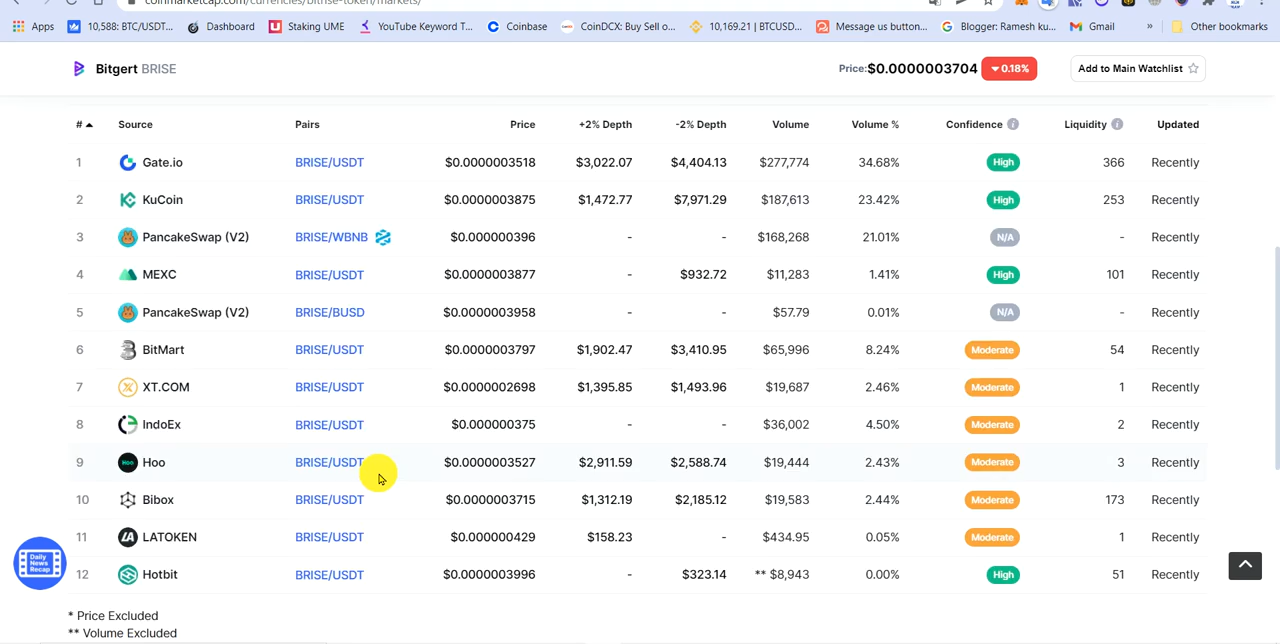 coinmarketcap.com/currencies/bitrise-token/markets/
Apps 10,588: BTC/USDT... Dashboard Staking UME YouTube Keyword T... Coinbase CoinDCX: Buy Sell o... 10,169.21 | BTCUSD... Message us button... Blogger: Ramesh ku... Gmail » Other bookmarks
Bitgert BRISE Price:$0.0000003704 0.18% Add to Main Watchlist
# Source Pairs Price +2% Depth -2% Depth Volume Volume % Confidence Liquidity Updated
1 Gate.io BRISE/USDT $0.0000003518 $3,022.07 $4,404.13 $277,774 34.68% High 366 Recently
2 KuCoin BRISE/USDT $0.0000003875 $1,472.77 $7,971.29 $187,613 23.42% High 253 Recently
3 PancakeSwap (V2) BRISE/WBNB $0.000000396 - - $168,268 21.01% N/A - Recently
4 MEXC BRISE/USDT $0.0000003877 - $932.72 $11,283 1.41% High 101 Recently
5 PancakeSwap (V2) BRISE/BUSD $0.0000003958 - - $57.79 0.01% N/A - Recently
6 BitMart BRISE/USDT $0.0000003797 $1,902.47 $3,410.95 $65,996 8.24% Moderate 54 Recently
7 XT.COM BRISE/USDT $0.0000002698 $1,395.85 $1,493.96 $19,687 2.46% Moderate 1 Recently
8 IndoEx BRISE/USDT $0.000000375 - - $36,002 4.50% Moderate 2 Recently
9 Hoo BRISE/USDT $0.0000003527 $2,911.59 $2,588.74 $19,444 2.43% Moderate 3 Recently
10 Bibox BRISE/USDT $0.0000003715 $1,312.19 $2,185.12 $19,583 2.44% Moderate 173 Recently
11 LATOKEN BRISE/USDT $0.000000429 $158.23 - $434.95 0.05% Moderate 1 Recently
12 Hotbit BRISE/USDT $0.0000003996 - $323.14 ** $8,943 0.00% High 51 Recently
Daily
News
Recap
* Price Excluded
** Volume Excluded